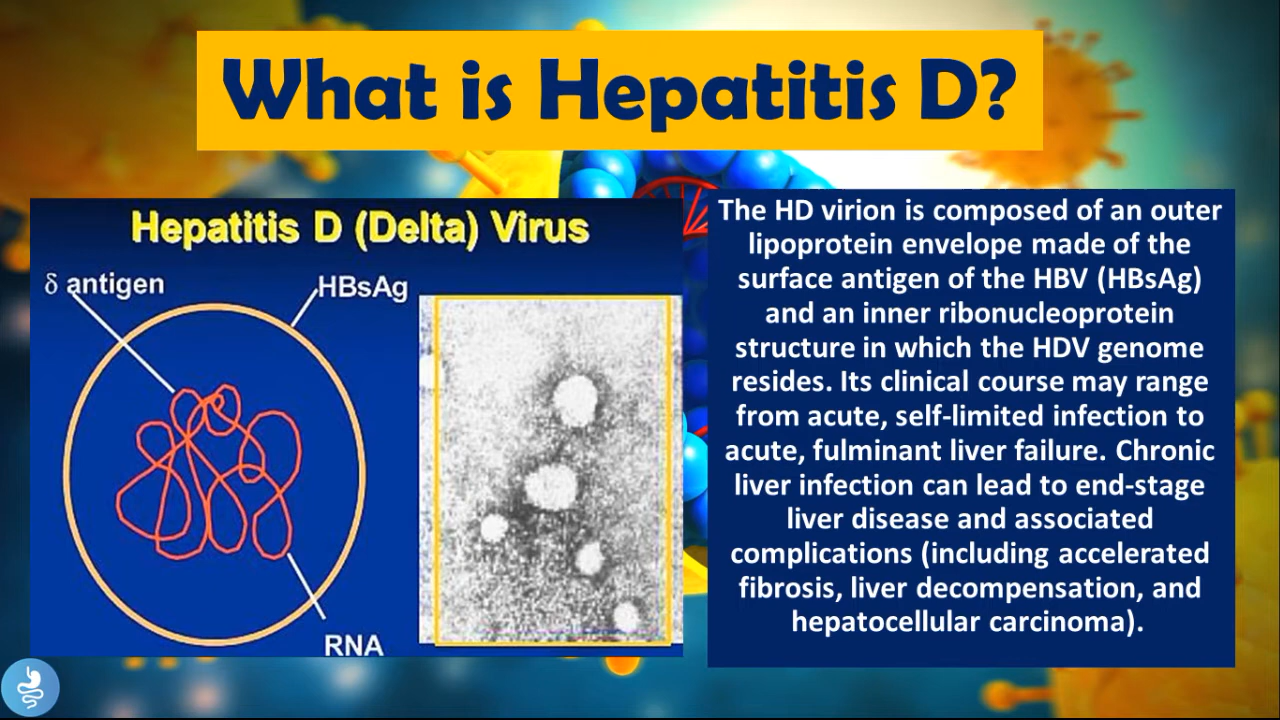 What is Hepatitis D?
Hepatitis D (Delta) Virus
δ antigen
HBsAg
RNA
The HD virion is composed of an outer
lipoprotein envelope made of the
surface antigen of the HBV (HBsAg)
and an inner ribonucleoprotein
structure in which the HDV genome
resides. Its clinical course may range
from acute, self-limited infection to
acute, fulminant liver failure. Chronic
liver infection can lead to end-stage
liver disease and associated
complications (including accelerated
fibrosis, liver decompensation, and
hepatocellular carcinoma).